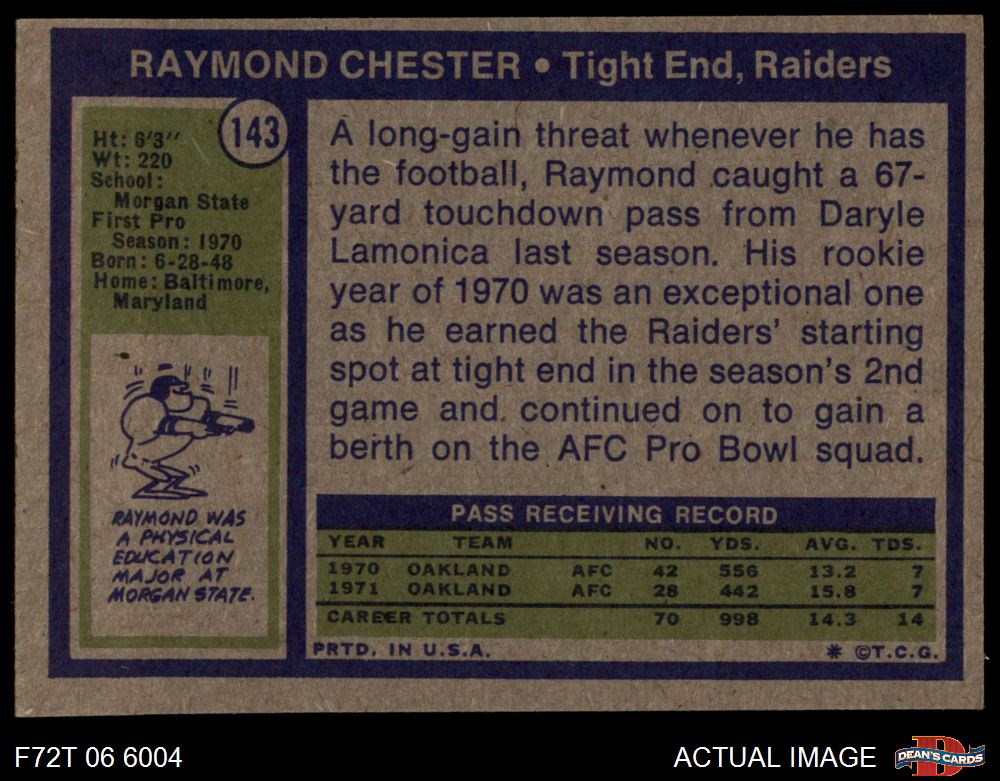 RAYMOND CHESTER • Tight End, Raiders
143
Ht: 6'3"
Wt: 220
School:
Morgan State
First Pro
Season: 1970
Born: 6-28-48
Home: Baltimore,
Maryland
RAYMOND WAS
A PHYSICAL
EDUCATION
MAJOR AT
MORGAN STATE.
A long-gain threat whenever he has
the football, Raymond caught a 67-
yard touchdown pass from Daryle
Lamonica last season. His rookie
year of 1970 was an exceptional one
as he earned the Raiders' starting
spot at tight end in the season's 2nd
game and continued on to gain a
berth on the AFC Pro Bowl squad.
PASS RECEIVING RECORD
YEAR TEAM NO. YDS. AVG. TDS.
1970 OAKLAND AFC 42 556 13.2 7
1971 OAKLAND AFC 28 442 15.8 7
CAREER TOTALS 70 998 14.3 14
PRTD. IN U.S.A. * ©T.C.G.
F72T 06 6004 ACTUAL IMAGE
D
DEAN'S CARDS